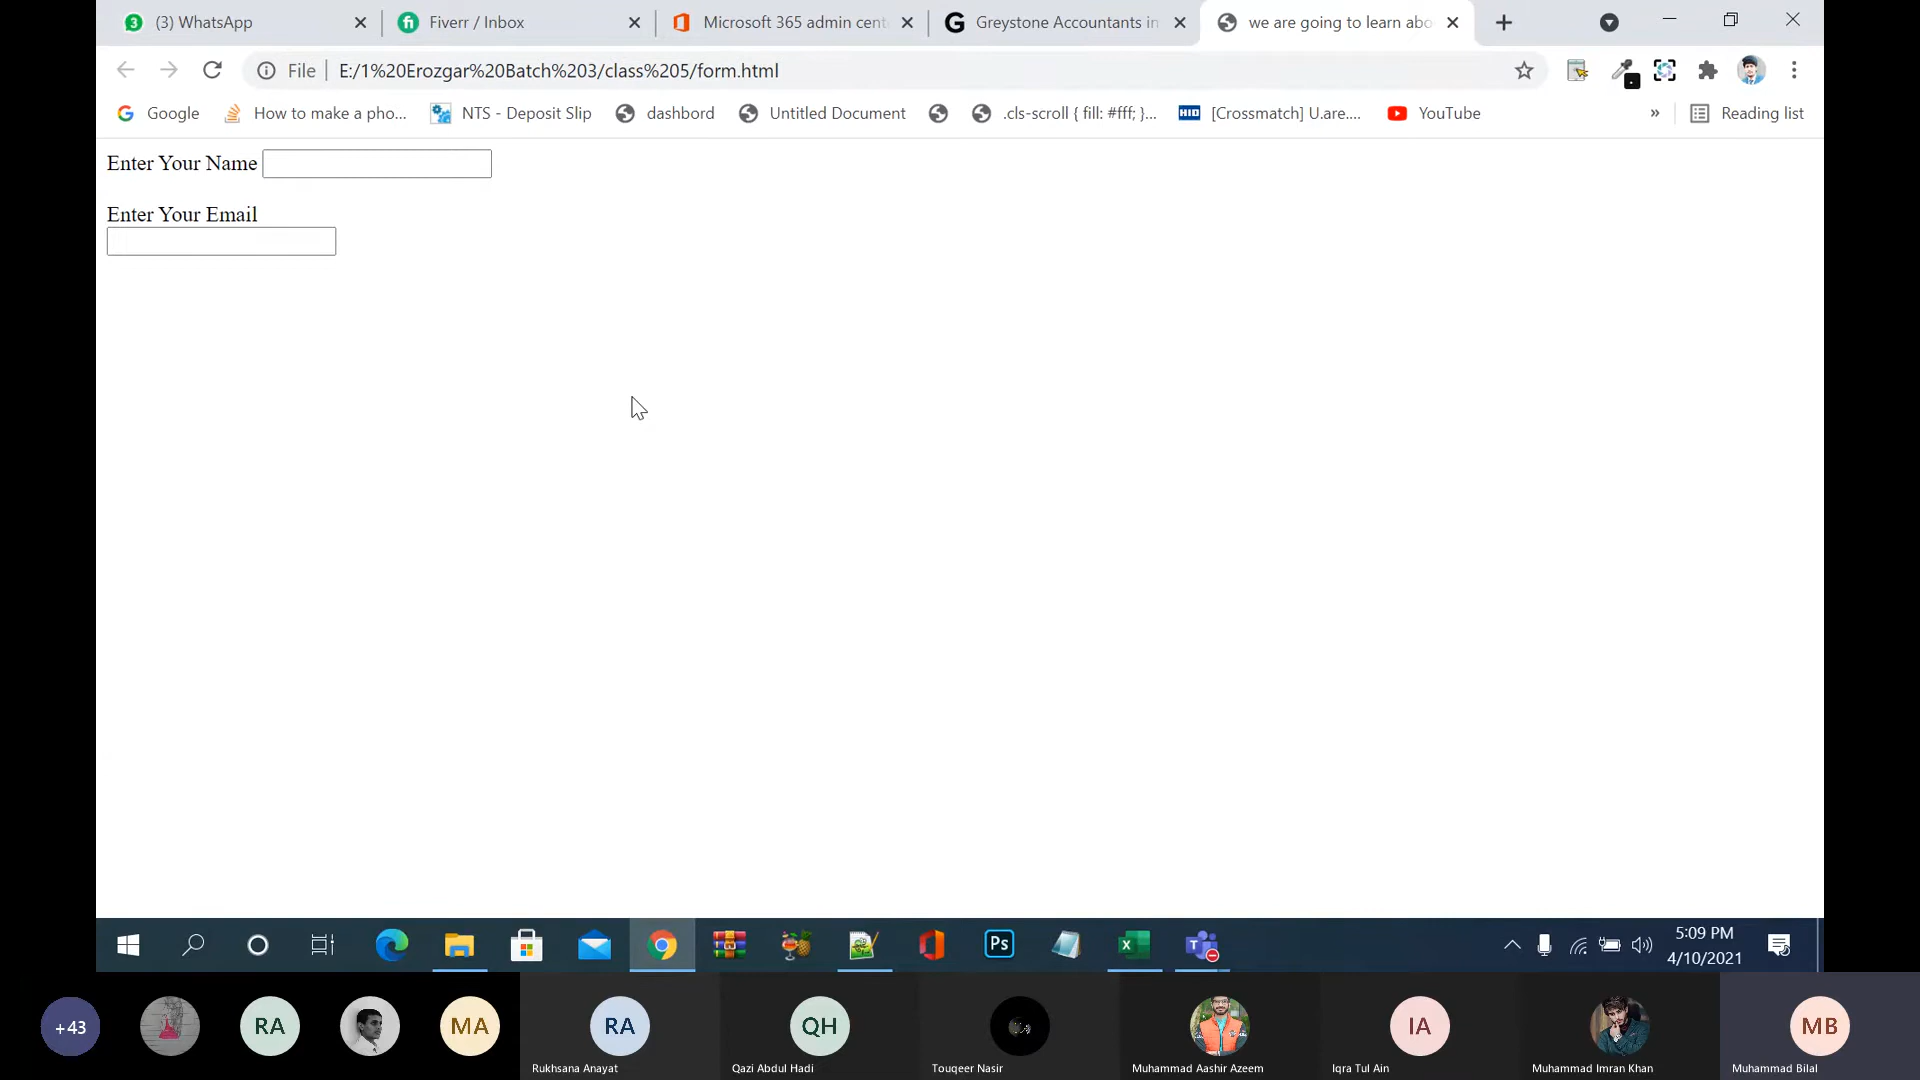 3 (3) WhatsApp
Fiverr / Inbox
Microsoft 365 admin cent
Greystone Accountants in
we are going to learn abo
File E:/1%20Erozgar%20Batch%203/class%205/form.html
Google
How to make a pho...
NTS - Deposit Slip
dashbord
Untitled Document
.cls-scroll { fill: #fff; }...
HID [Crossmatch] U.are....
YouTube
»
Reading list
Enter Your Name
Enter Your Email
Ps
5:09 PM
4/10/2021
+43
RA
MA
RA
Rukhsana Anayat
QH
Qazi Abdul Hadi
Touqeer Nasir
Muhammad Aashir Azeem
IA
Iqra Tul Ain
Muhammad Imran Khan
MB
Muhammad Bilal